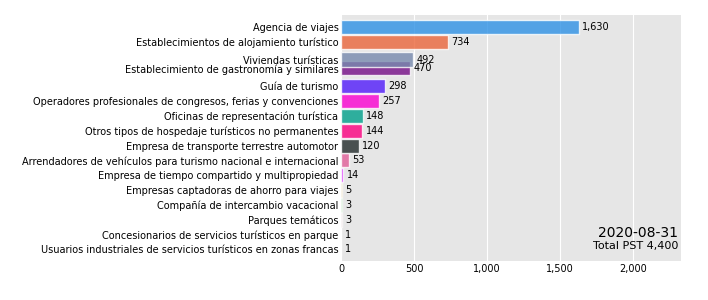 Agencia de viajes 1,630
Establecimientos de alojamiento turístico 734
Viviendas turísticas 492
Establecimiento de gastronomía y similares 470
Guía de turismo 298
Operadores profesionales de congresos, ferias y convenciones 257
Oficinas de representación turística 148
Otros tipos de hospedaje turísticos no permanentes 144
Empresa de transporte terrestre automotor 120
Arrendadores de vehículos para turismo nacional e internacional 53
Empresa de tiempo compartido y multipropiedad 14
Empresas captadoras de ahorro para viajes 5
Compañía de intercambio vacacional 3
Parques temáticos 3
Concesionarios de servicios turísticos en parque 1
Usuarios industriales de servicios turísticos en zonas francas 1
2020-08-31
Total PST 4,400
0 500 1,000 1,500 2,000